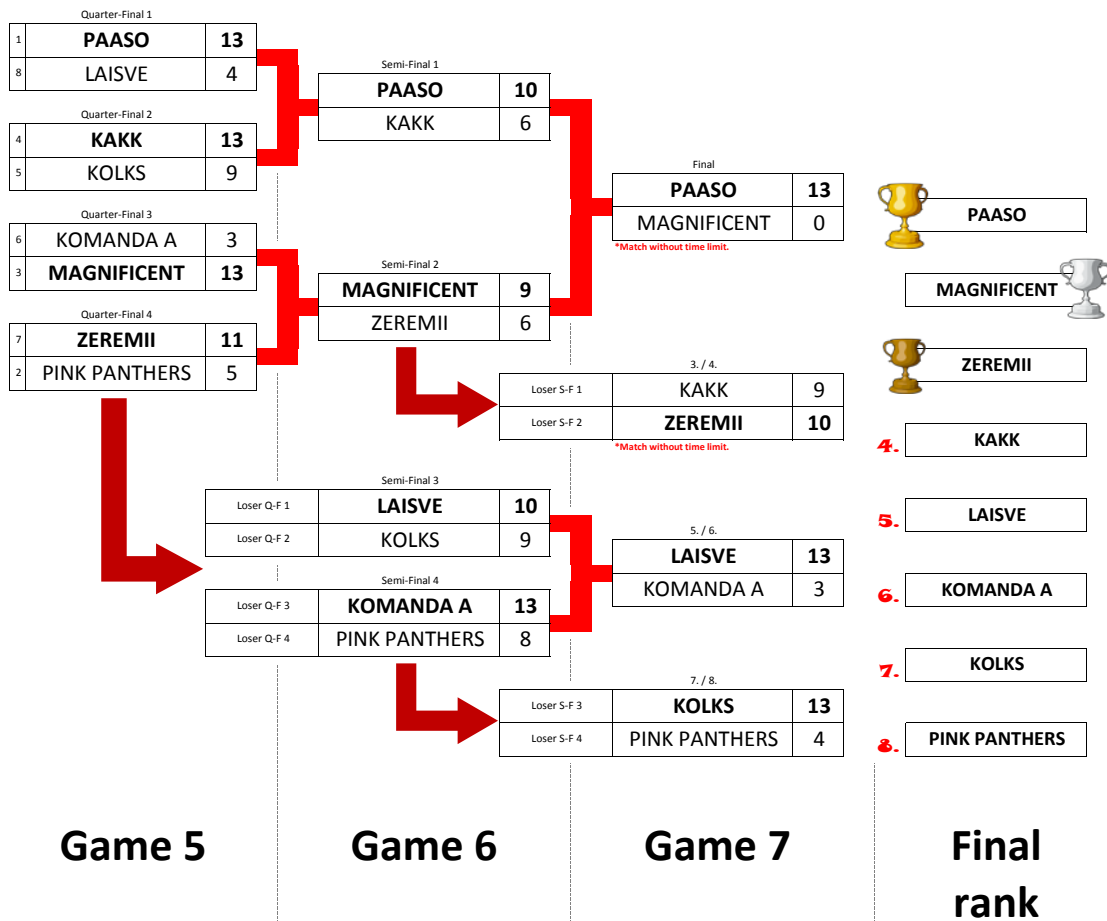 Quarter-Final 1
1 PAASO 13
8 LAISVE 4
Quarter-Final 2
4 KAKK 13
5 KOLKS 9
Quarter-Final 3
6 KOMANDA A 3
3 MAGNIFICENT 13
Quarter-Final 4
7 ZEREMII 11
2 PINK PANTHERS 5
Semi-Final 1
PAASO 10
KAKK 6
Semi-Final 2
MAGNIFICENT 9
ZEREMII 6
Semi-Final 3
Loser Q-F 1 LAISVE 10
Loser Q-F 2 KOLKS 9
Semi-Final 4
Loser Q-F 3 KOMANDA A 13
Loser Q-F 4 PINK PANTHERS 8
Final
PAASO 13
MAGNIFICENT 0
*Match without time limit.
3. / 4.
Loser S-F 1 KAKK 9
Loser S-F 2 ZEREMII 10
*Match without time limit.
5. / 6.
LAISVE 13
KOMANDA A 3
7. / 8.
Loser S-F 3 KOLKS 13
Loser S-F 4 PINK PANTHERS 4
PAASO
MAGNIFICENT
ZEREMII
4. KAKK
5. LAISVE
6. KOMANDA A
7. KOLKS
8. PINK PANTHERS
Game 5
Game 6
Game 7
Final
rank